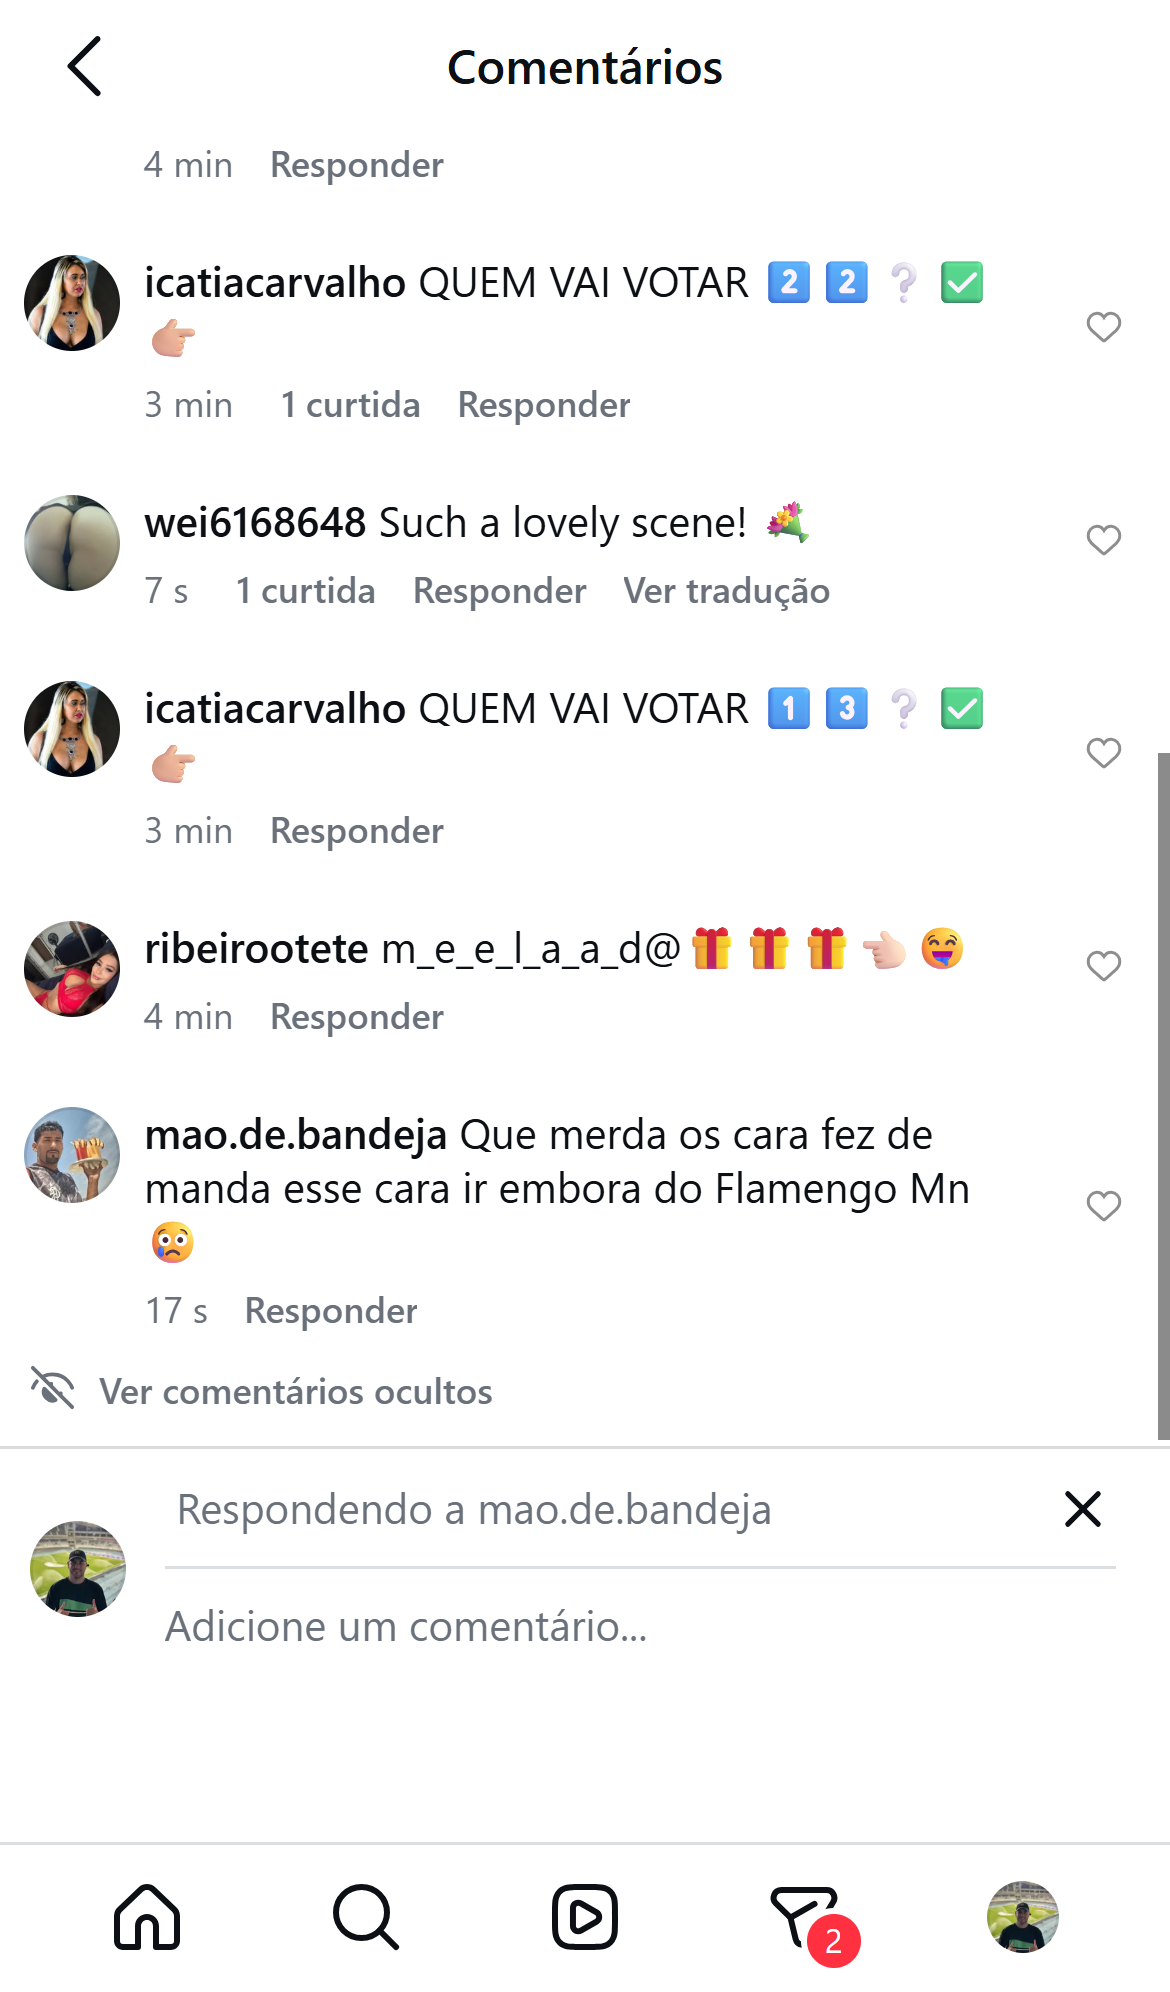 Comentários
4 min Responder
icatiacarvalho QUEM VAI VOTAR 2️⃣ 2️⃣ ❔ ✅
👉🏼
3 min 1 curtida Responder
wei6168648 Such a lovely scene! 💐
7 s 1 curtida Responder Ver tradução
icatiacarvalho QUEM VAI VOTAR 1️⃣ 3️⃣ ❔ ✅
👉🏼
3 min Responder
ribeirootete m_e_e_l_a_a_d@🎁 🎁 🎁 👈🏻 🤪
4 min Responder
mao.de.bandeja Que merda os cara fez de
manda esse cara ir embora do Flamengo Mn
😢
17 s Responder
Ver comentários ocultos
Respondendo a mao.de.bandeja
Adicione um comentário...
2